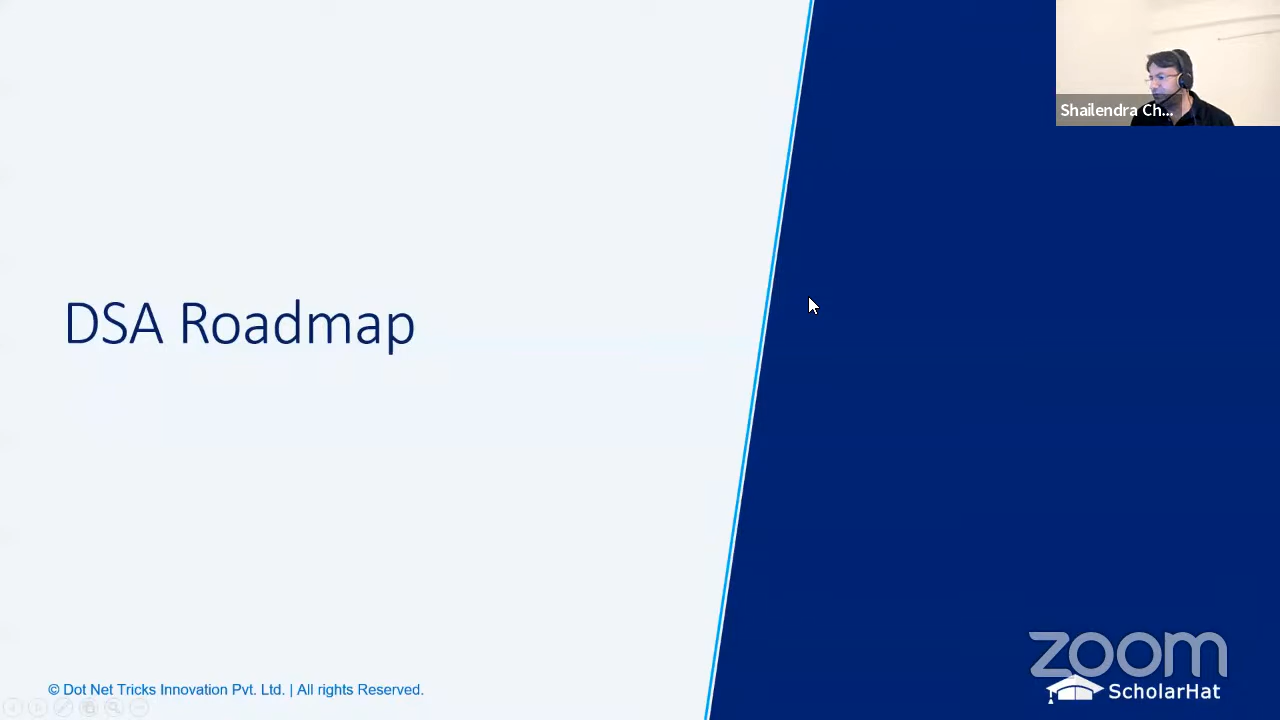 Shailendra Ch...
DSA Roadmap
zoom
© Dot Net Tricks Innovation Pvt. Ltd. | All rights Reserved.
ScholarHat